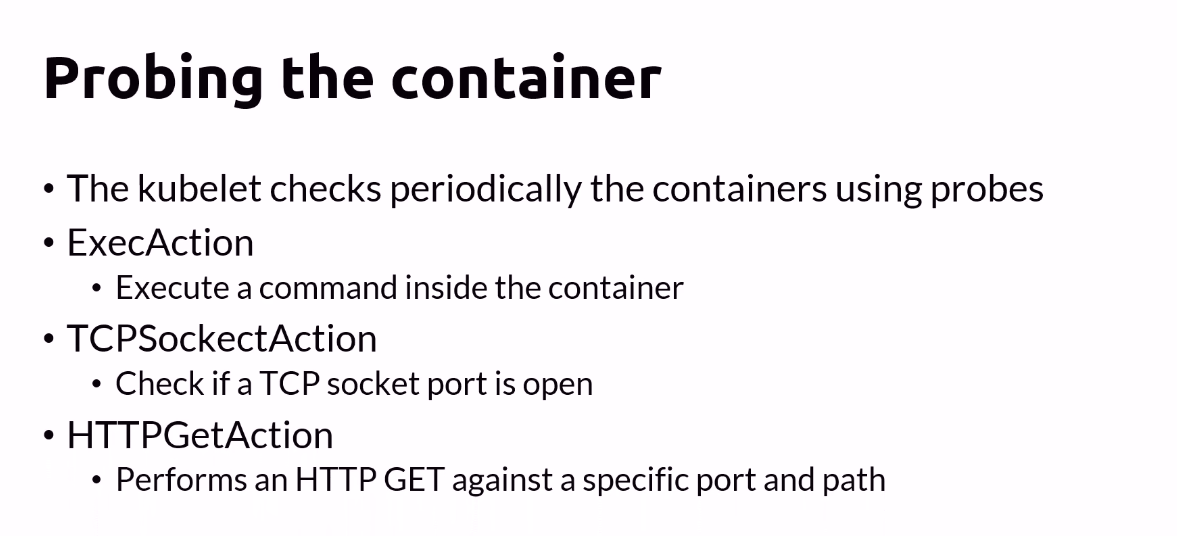 Probing the container
• The kubelet checks periodically the containers using probes
• ExecAction
• Execute a command inside the container
• TCPSockectAction
• Check if a TCP socket port is open
• HTTPGetAction
• Performs an HTTP GET against a specific port and path